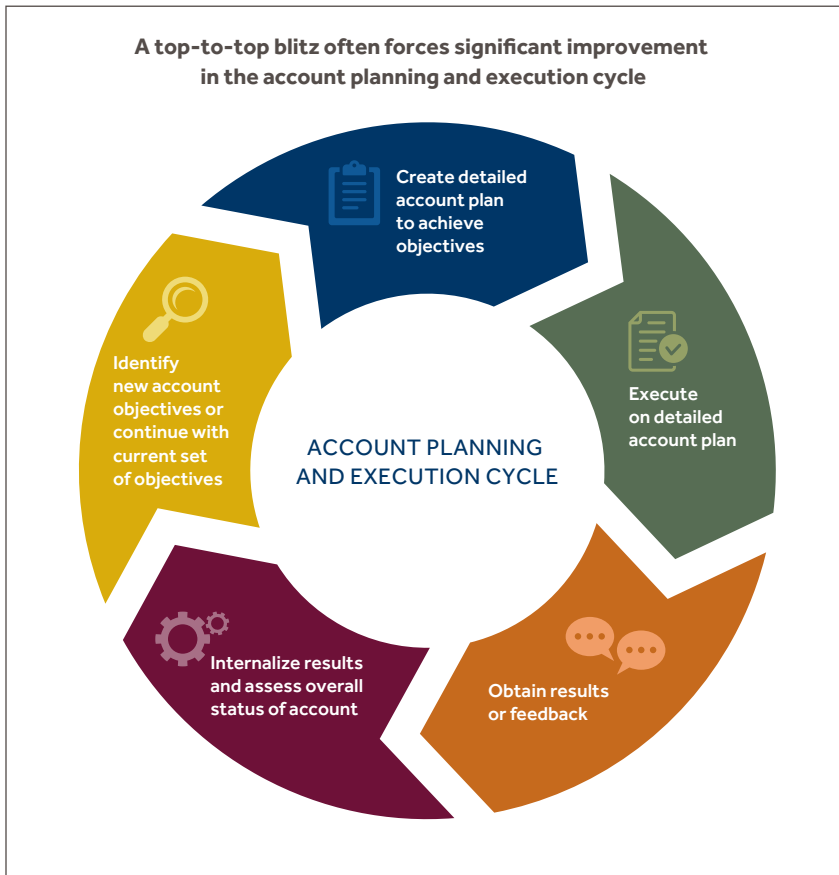 A top-to-top blitz often forces significant improvement
in the account planning and execution cycle
Create detailed
account plan
to achieve
objectives
Execute
on detailed
account plan
Obtain results
or feedback
Internalize results
and assess overall
status of account
Identify
new account
objectives or
continue with
current set
of objectives
ACCOUNT PLANNING
AND EXECUTION CYCLE